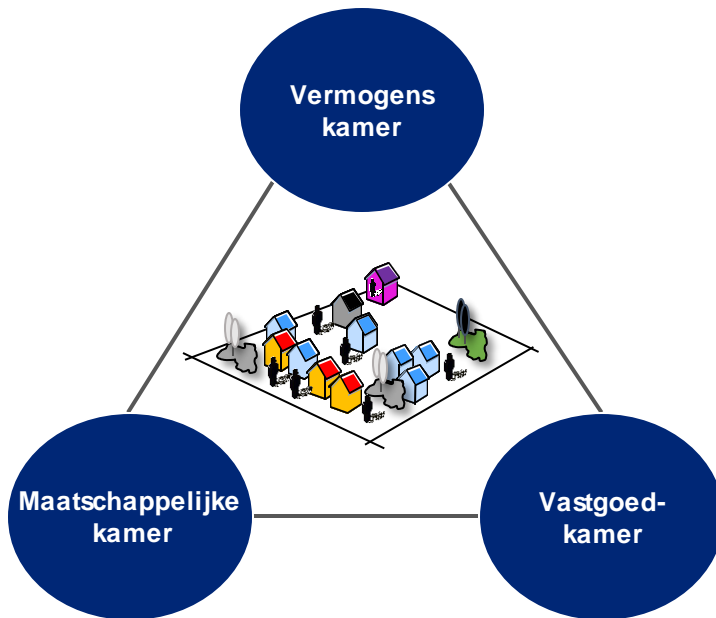 Vermogens
kamer
Maatschappelijke
kamer
Vastgoed-
kamer